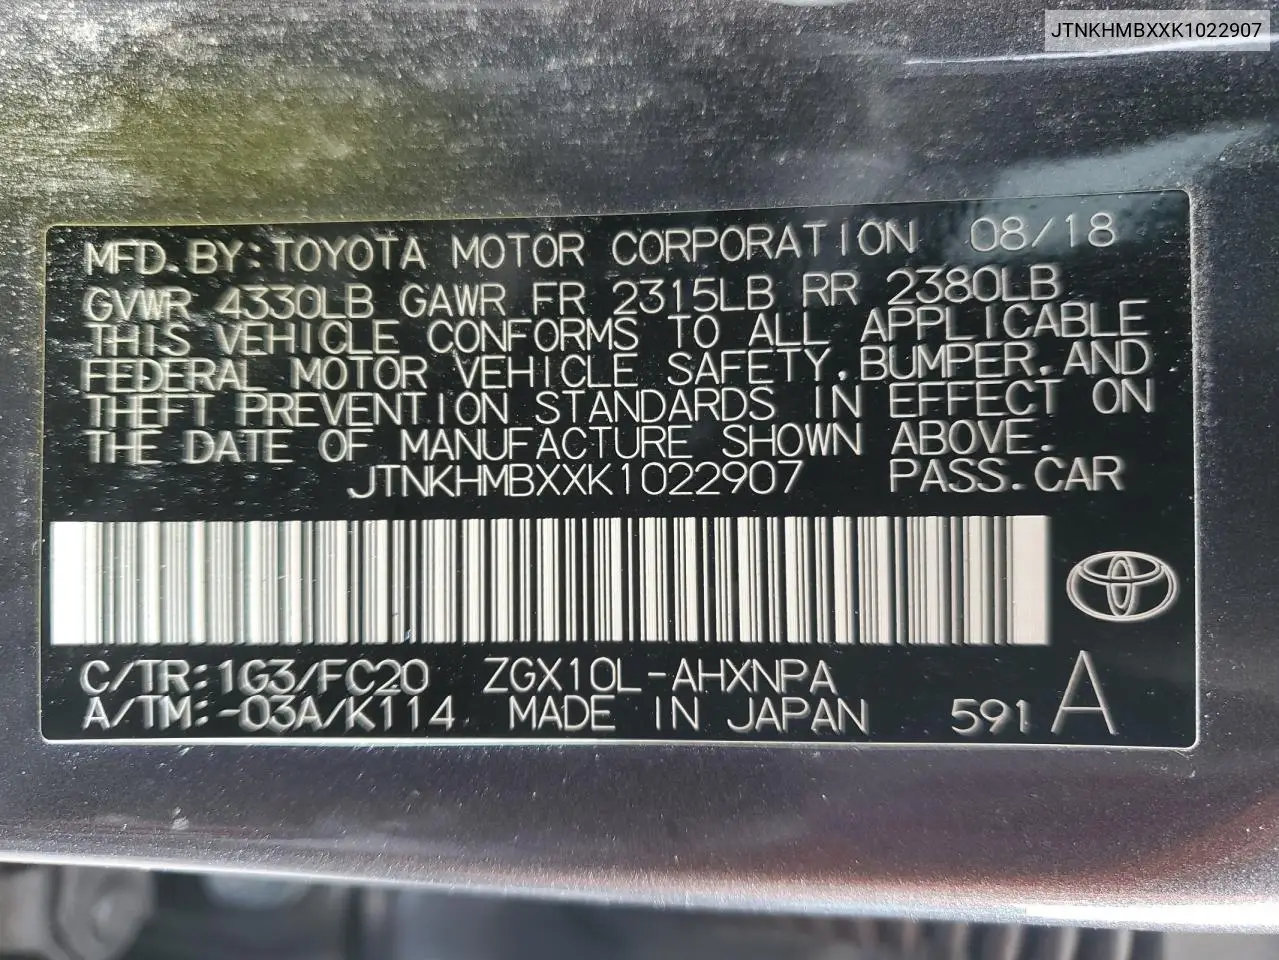 JTNKHMBXXK1022907
MFD. BY: TOYOTA MOTOR CORPORATION 08/18
GVWR 4330LB GAWR FR 2315LB RR 2380LB
THIS VEHICLE CONFORMS TO ALL APPLICABLE
FEDERAL MOTOR VEHICLE SAFETY, BUMPER, AND
THEFT PREVENTION STANDARDS IN EFFECT ON
THE DATE OF MANUFACTURE SHOWN ABOVE.
JTNKHMBXXK1022907 PASS. CAR
C/TR: 1G3/FC20 ZGX10L-AHXNPA
A/TM: -03A/K114 MADE IN JAPAN 591 A